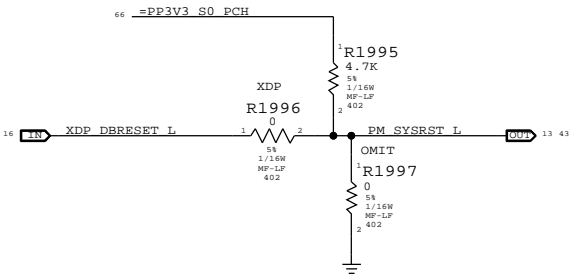 66 =PP3V3_S0_PCH
1 R1995
4.7K
5%
1/16W
MF-LF
2 402
XDP
R1996
0
16 IN XDP_DBRESET_L 1 2 PM_SYSRST_L OUT 13 43
5%
1/16W
MF-LF
402
OMIT
1 R1997
0
5%
1/16W
MF-LF
402
2